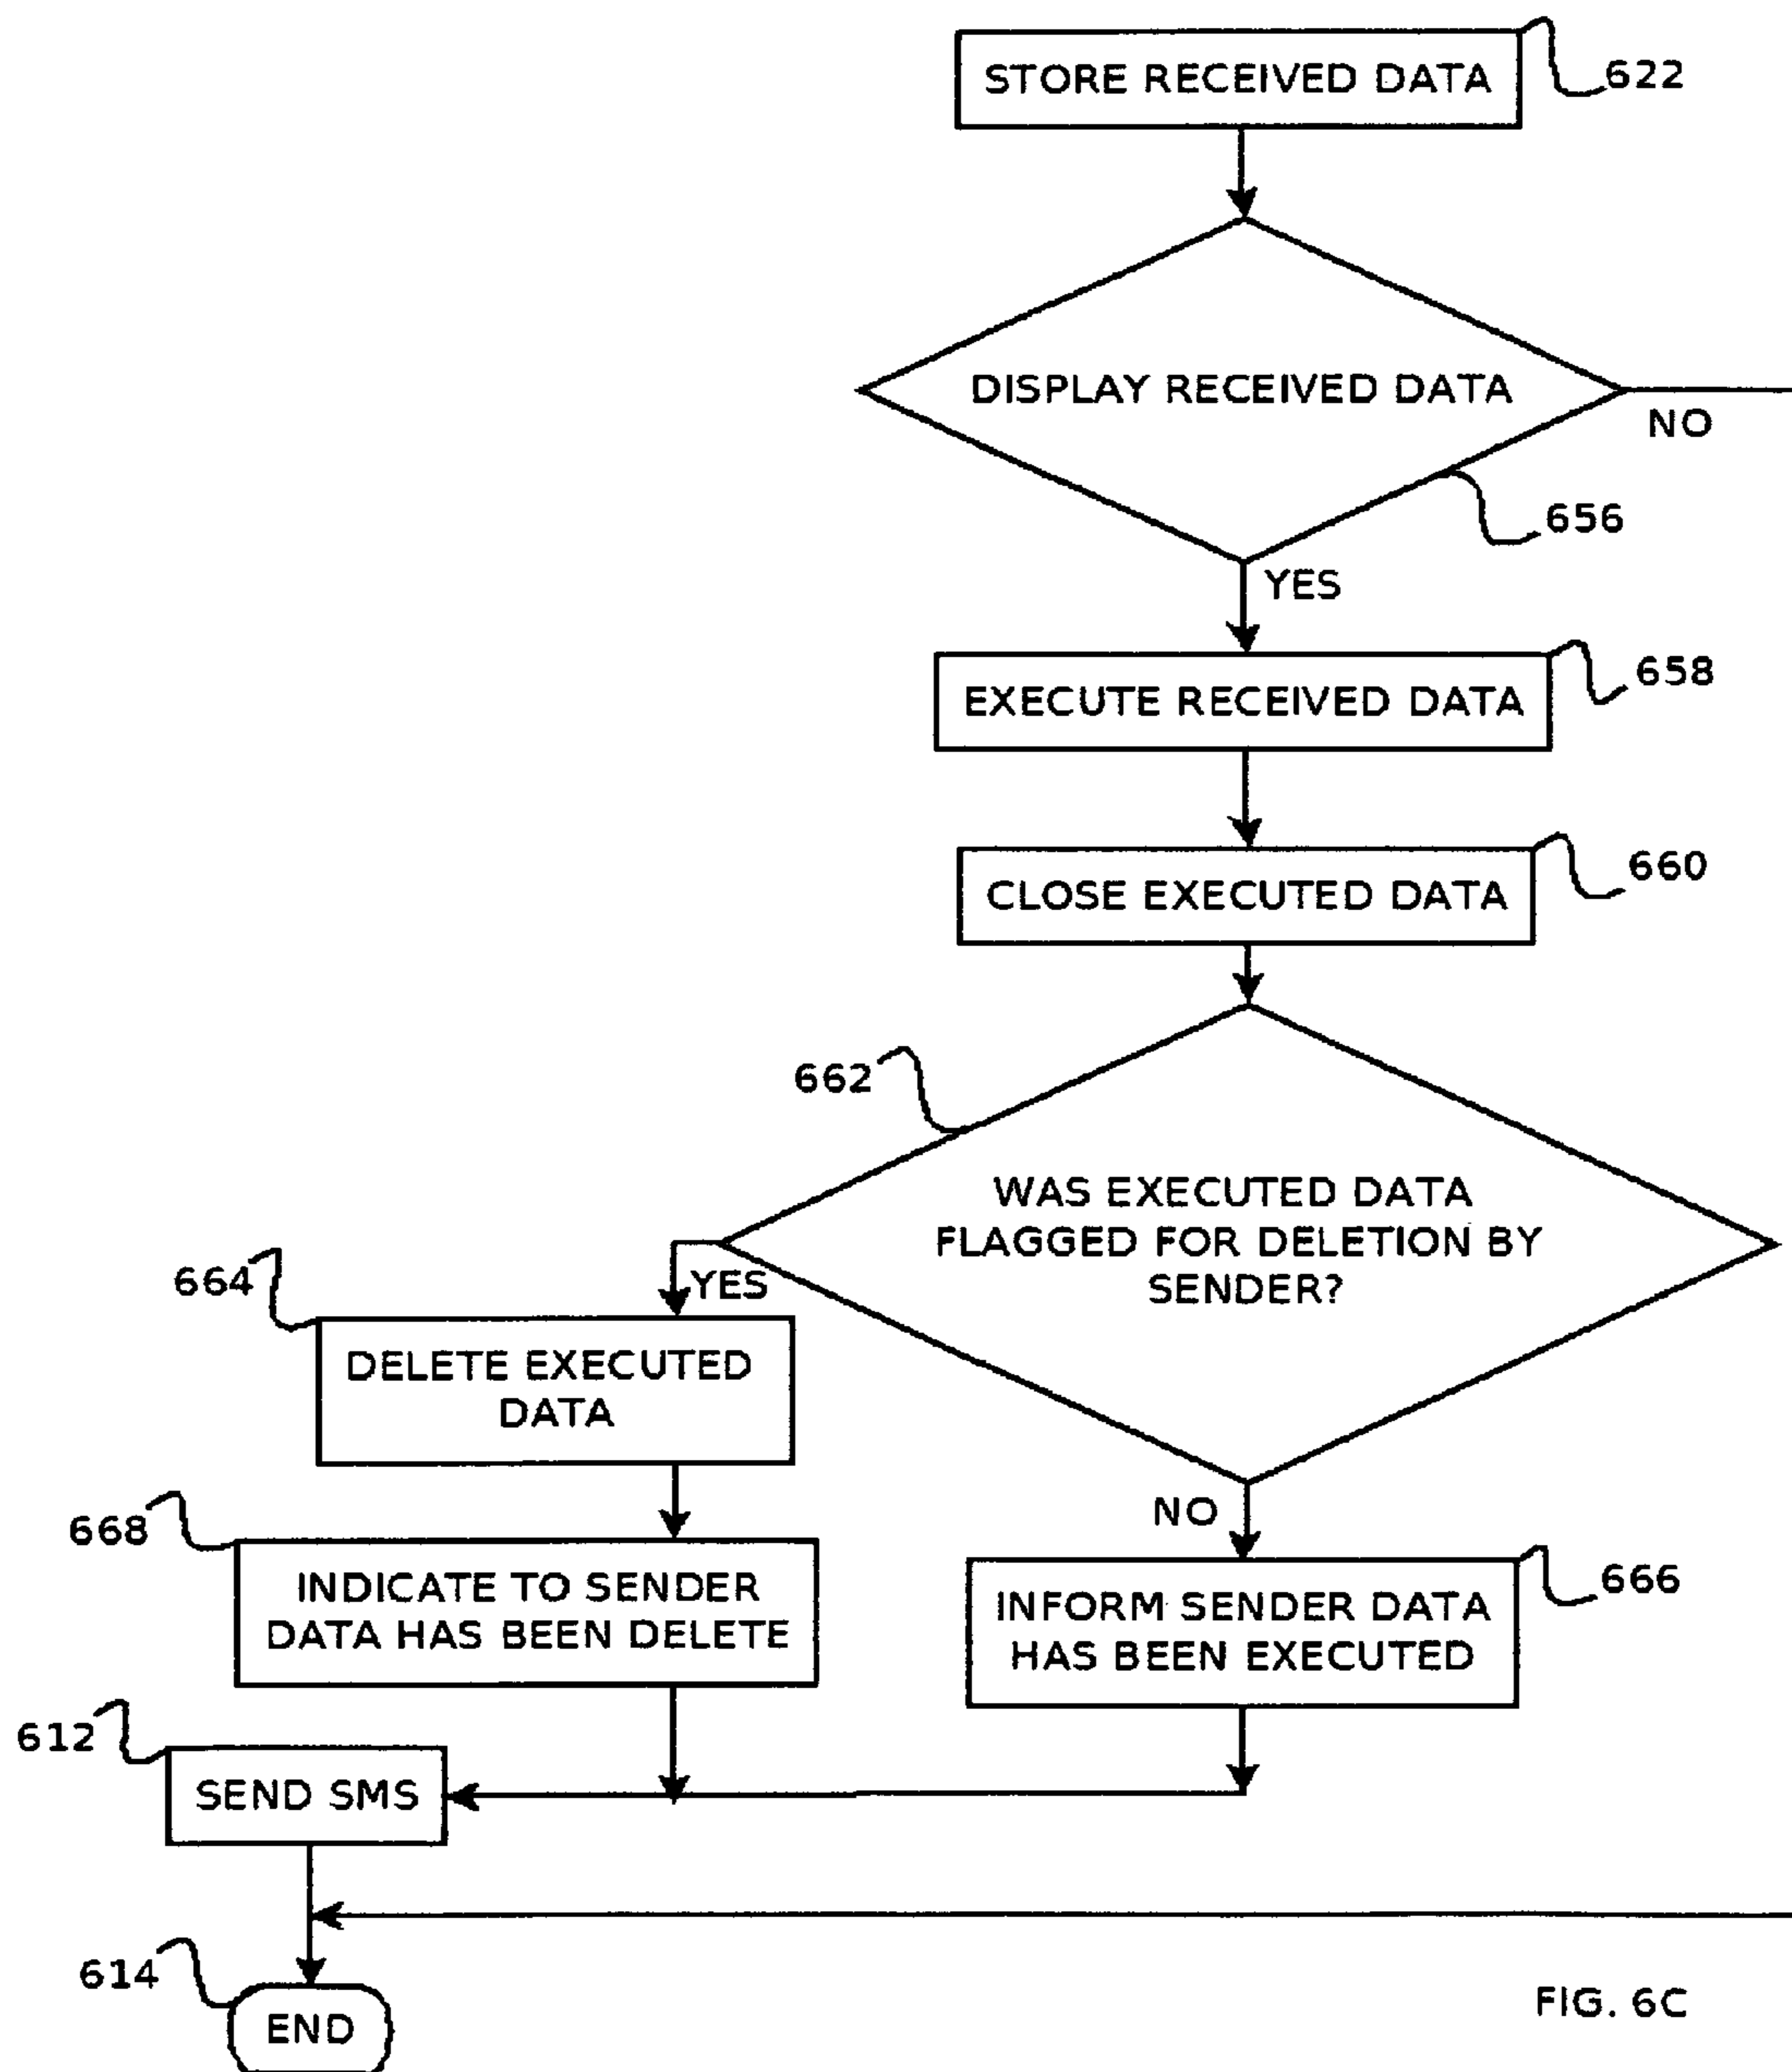 STORE RECEIVED DATA
622
DISPLAY RECEIVED DATA
NO
656
YES
EXECUTE RECEIVED DATA
658
CLOSE EXECUTED DATA
660
662
WAS EXECUTED DATA
FLAGGED FOR DELETION BY
SENDER?
664
YES
DELETE EXECUTED
DATA
NO
668
INDICATE TO SENDER
DATA HAS BEEN DELETE
INFORM SENDER DATA
HAS BEEN EXECUTED
666
612
SEND SMS
614
END
FIG. 6C